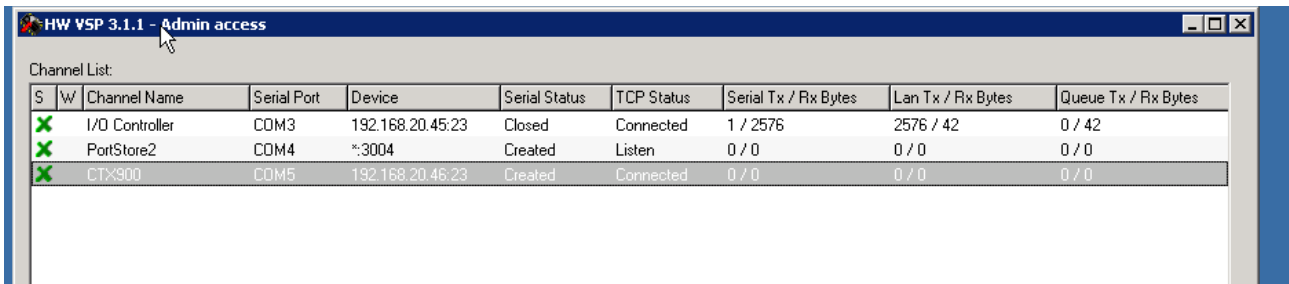 HW VSP 3.1.1 - Admin access
Channel List:
S W Channel Name Serial Port Device Serial Status TCP Status Serial Tx / Rx Bytes Lan Tx / Rx Bytes Queue Tx / Rx Bytes
I/O Controller COM3 192.168.20.45:23 Closed Connected 1 / 2576 2576 / 42 0 / 42
PortStore2 COM4 *:3004 Created Listen 0 / 0 0 / 0 0 / 0
CTX900 COM5 192.168.20.46:23 Created Connected 0 / 0 0 / 0 0 / 0